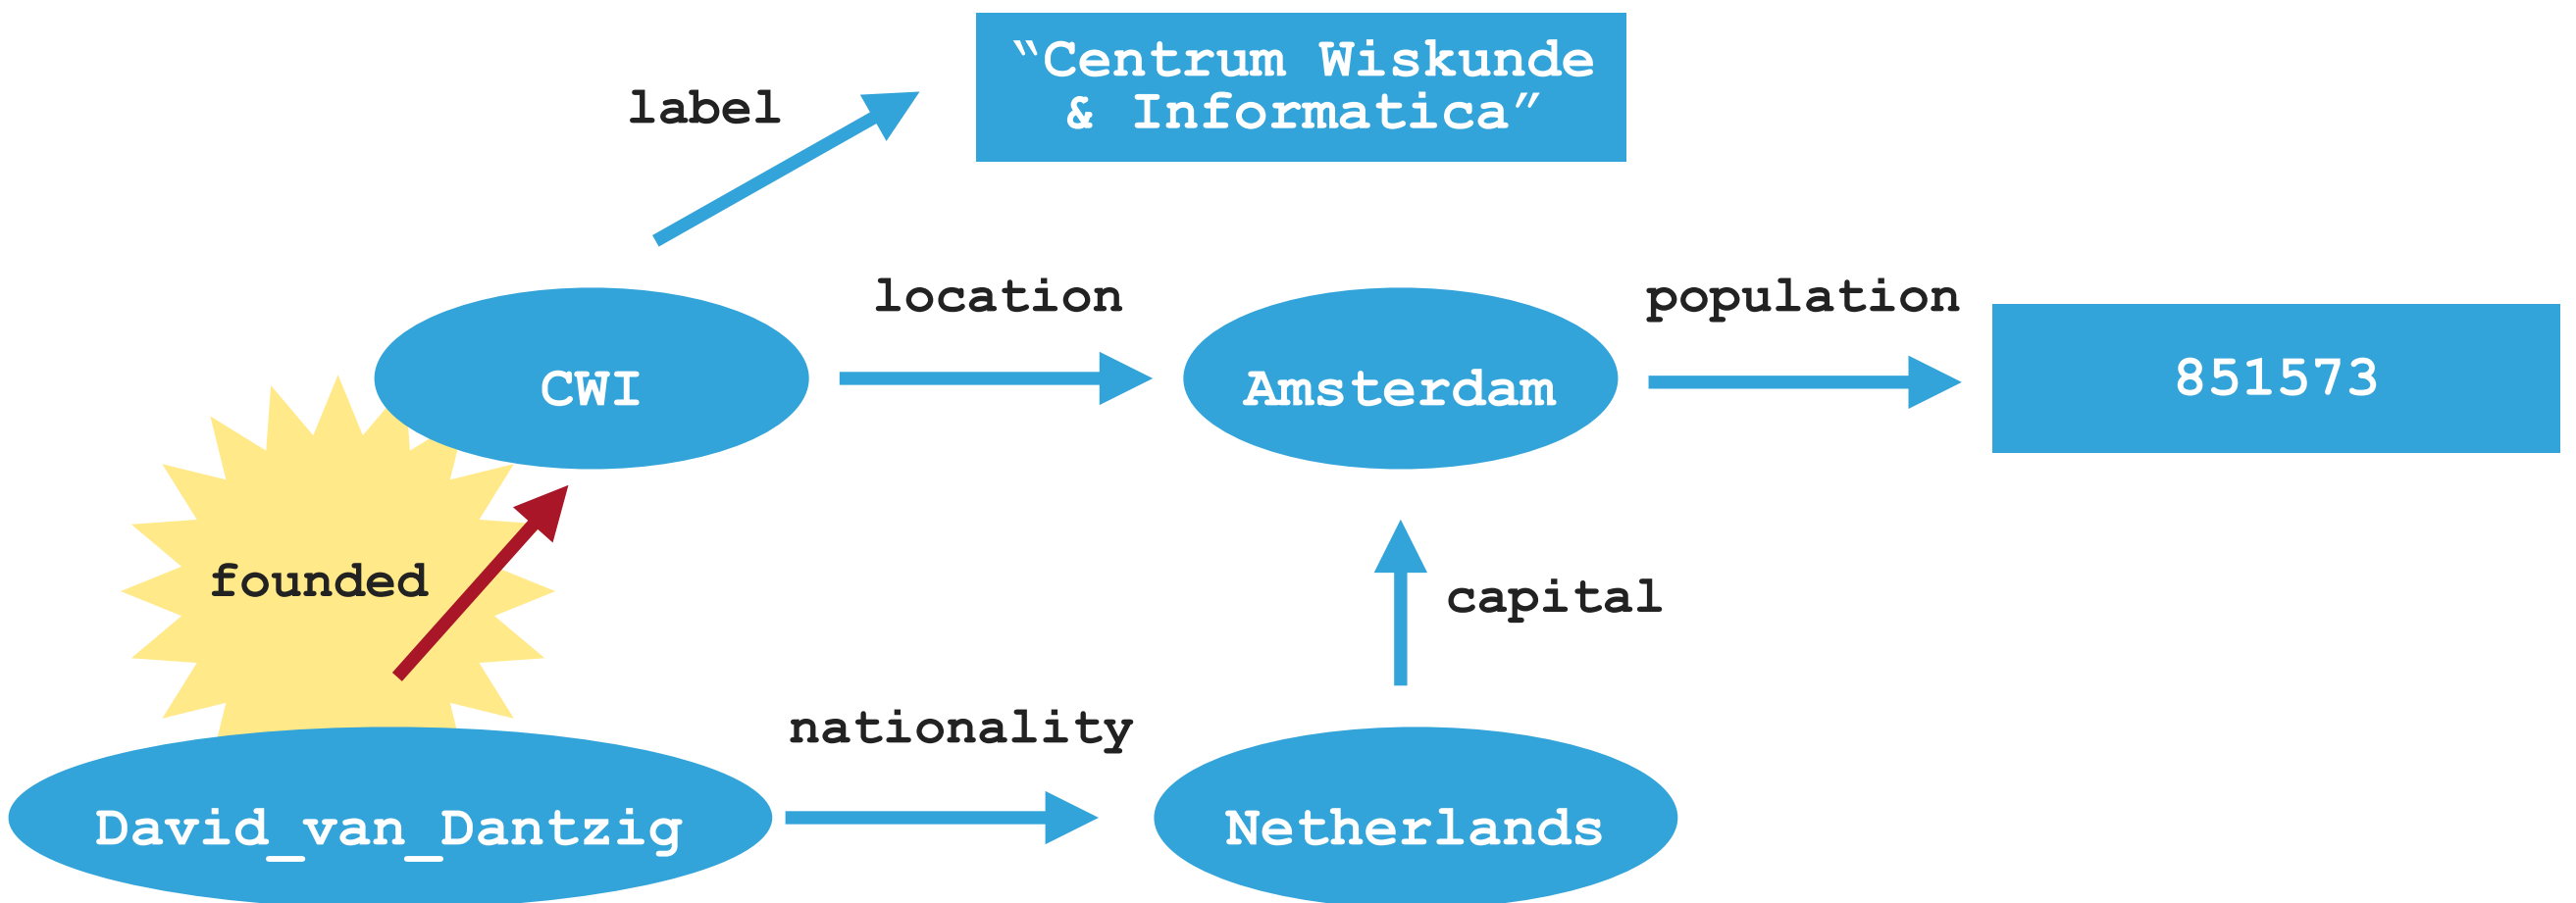 “Centrum Wiskunde
& Informatica”
label
location
population
CWI
Amsterdam
851573
founded
capital
nationality
David_van_Dantzig
Netherlands